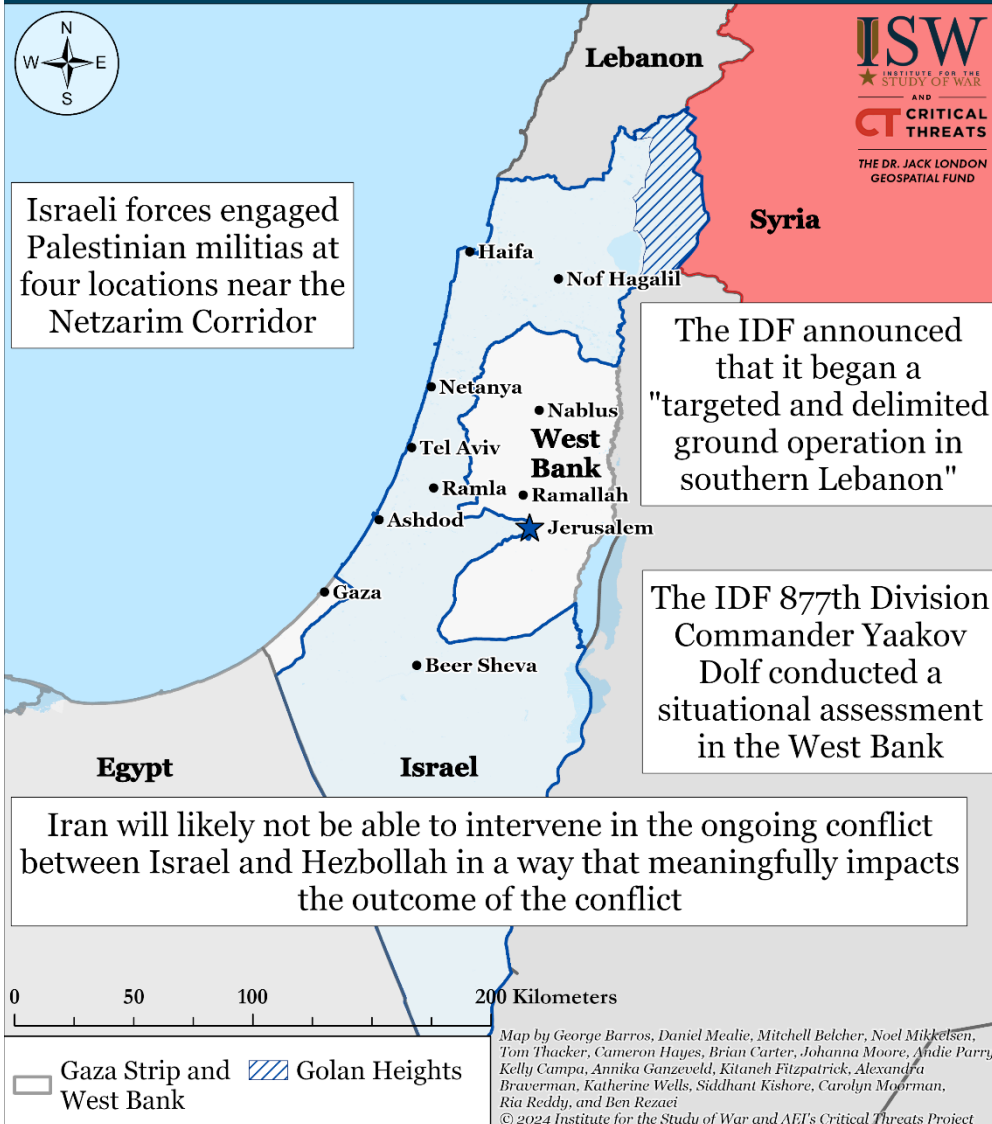 N
W
E
S
Lebanon
ISW
INSTITUTE FOR THE
STUDY OF WAR
AND
CT CRITICAL
THREATS
THE DR. JACK LONDON
GEOSPATIAL FUND
Syria
Israeli forces engaged
Palestinian militias at
four locations near the
Netzarim Corridor
Haifa
Nof Hagalil
The IDF announced
that it began a
"targeted and delimited
ground operation in
southern Lebanon"
Netanya
Nablus
West
Bank
Tel Aviv
Ramla
Ramallah
Ashdod
Jerusalem
Gaza
Beer Sheva
The IDF 877th Division
Commander Yaakov
Dolf conducted a
situational assessment
in the West Bank
Egypt
Israel
Iran will likely not be able to intervene in the ongoing conflict
between Israel and Hezbollah in a way that meaningfully impacts
the outcome of the conflict
0 50 100 200 Kilometers
Gaza Strip and
West Bank
Golan Heights
Map by George Barros, Daniel Mealie, Mitchell Belcher, Noel Mikkelsen,
Tom Thacker, Cameron Hayes, Brian Carter, Johanna Moore, Andie Parry,
Kelly Campa, Annika Ganzeveld, Kitaneh Fitzpatrick, Alexandra
Braverman, Katherine Wells, Siddhant Kishore, Carolyn Moorman,
Ria Reddy, and Ben Rezaei
© 2024 Institute for the Study of War and AEI's Critical Threats Project